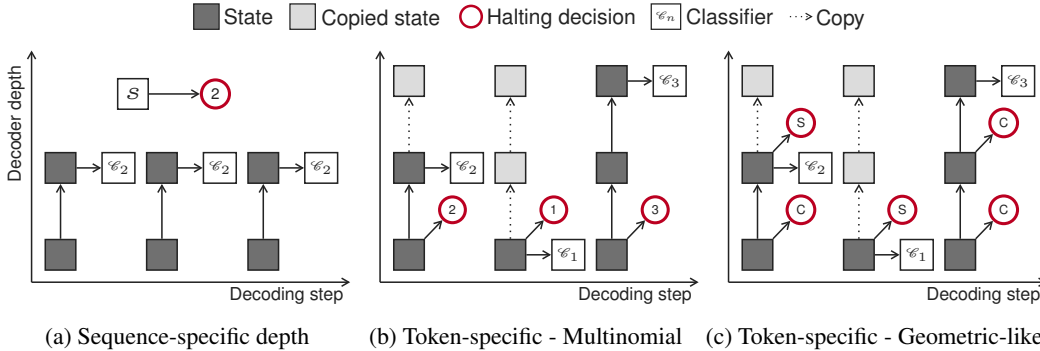 State Copied state Halting decision 𝒞n Classifier Copy
Decoder depth
S 2
𝒞2 𝒞2 𝒞2
Decoding step
𝒞3
𝒞2
2 1 3
𝒞1
Decoding step
𝒞3
S C
𝒞2
C S C
𝒞1
Decoding step
(a) Sequence-specific depth (b) Token-specific - Multinomial (c) Token-specific - Geometric-like